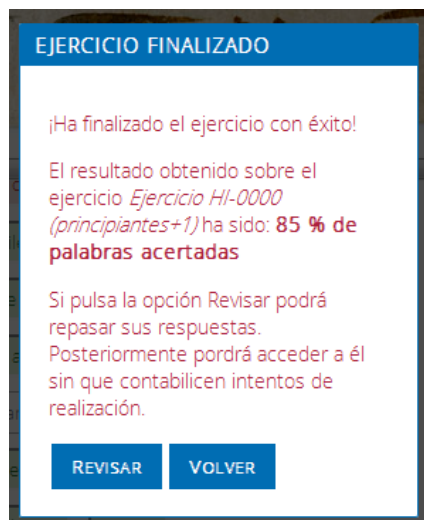 EJERCICIO FINALIZADO
¡Ha finalizado el ejercicio con éxito!
El resultado obtenido sobre el
ejercicio Ejercicio HI-0000
(principiantes+1) ha sido: 85 % de
palabras acertadas
Si pulsa la opción Revisar podrá
repasar sus respuestas.
Posteriormente pordrá acceder a él
sin que contabilicen intentos de
realización.
REVISAR VOLVER